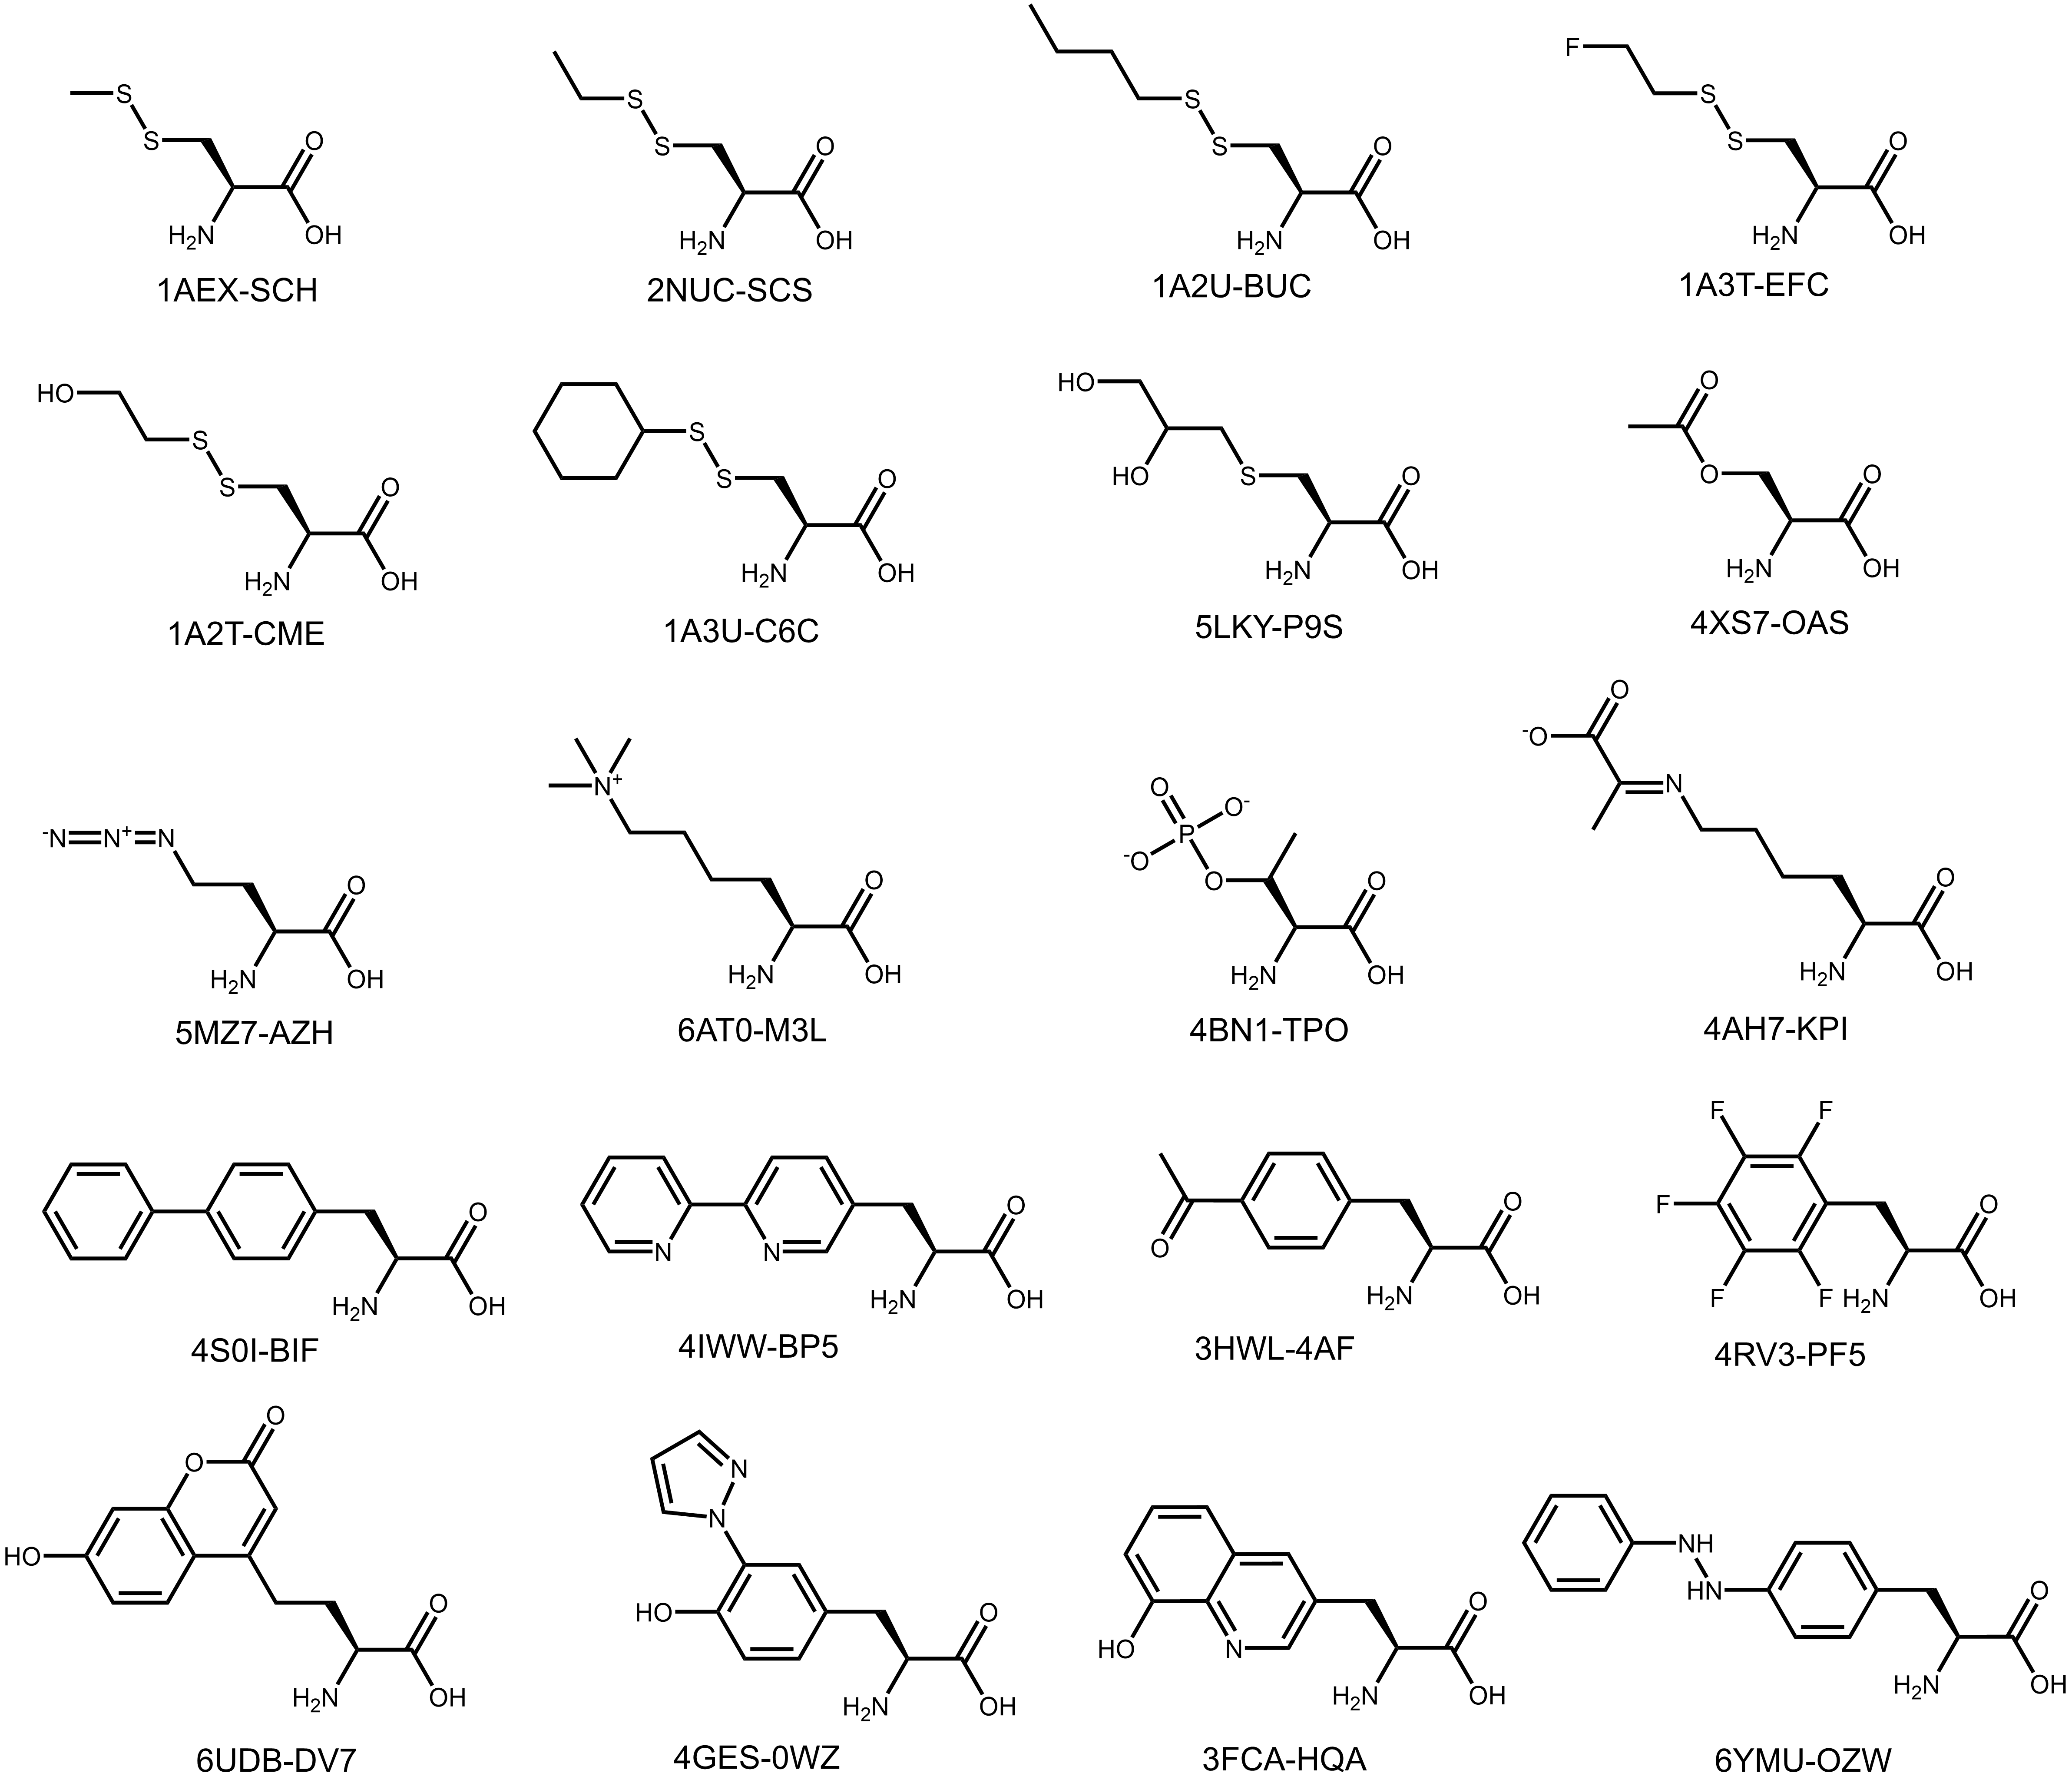 S
S
O
H2N
OH
1AEX-SCH
S
S
O
H2N
OH
2NUC-SCS
S
S
O
H2N
OH
1A2U-BUC
F
S
S
O
H2N
OH
1A3T-EFC
HO
S
S
O
H2N
OH
1A2T-CME
S
S
O
H2N
OH
1A3U-C6C
HO
HO
S
O
H2N
OH
5LKY-P9S
O
O
O
H2N
OH
4XS7-OAS
-N N+ N
O
H2N
OH
5MZ7-AZH
N+
O
H2N
OH
6AT0-M3L
O
O-
P
-O
O
O
H2N
OH
4BN1-TPO
O
-O
N
O
H2N
OH
4AH7-KPI
O
H2N
OH
4S0I-BIF
O
N
N
H2N
OH
4IWW-BP5
O
O
H2N
OH
3HWL-4AF
F
F
F
O
F
F
H2N
OH
4RV3-PF5
O
O
HO
O
H2N
OH
6UDB-DV7
N
N
HO
O
H2N
OH
4GES-0WZ
HO
N
O
H2N
OH
3FCA-HQA
NH
HN
O
H2N
OH
6YMU-OZW